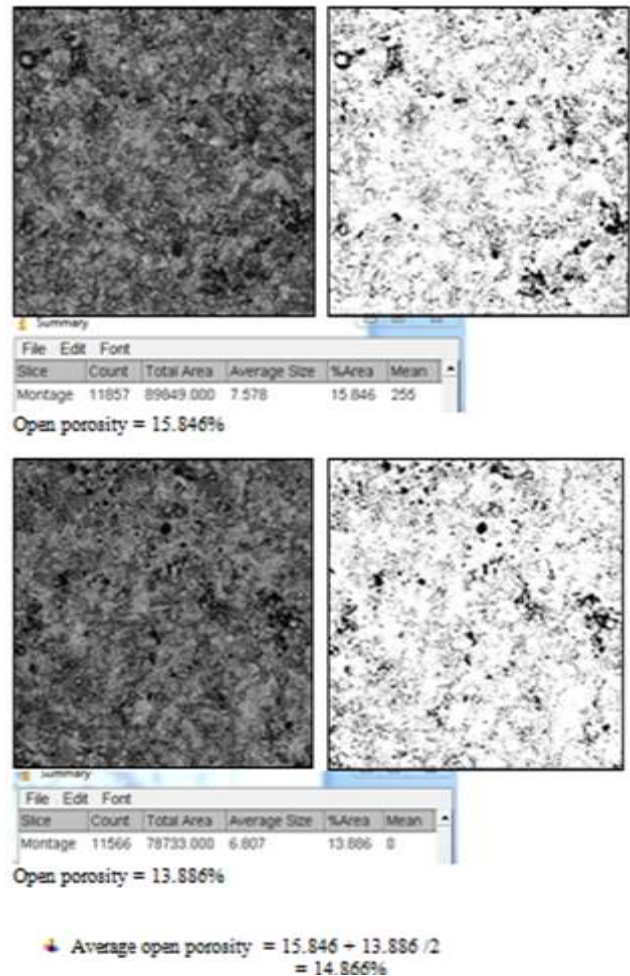 Summary
File Edit Font
Slice Count Total Area Average Size %Area Mean
Montage 11857 89849.000 7.578 15.846 255
Open porosity = 15.846%
Summary
File Edit Font
Slice Count Total Area Average Size %Area Mean
Montage 11566 78733.000 6.807 13.886 0
Open porosity = 13.886%
Average open porosity = 15.846 + 13.886 /2
= 14.866%